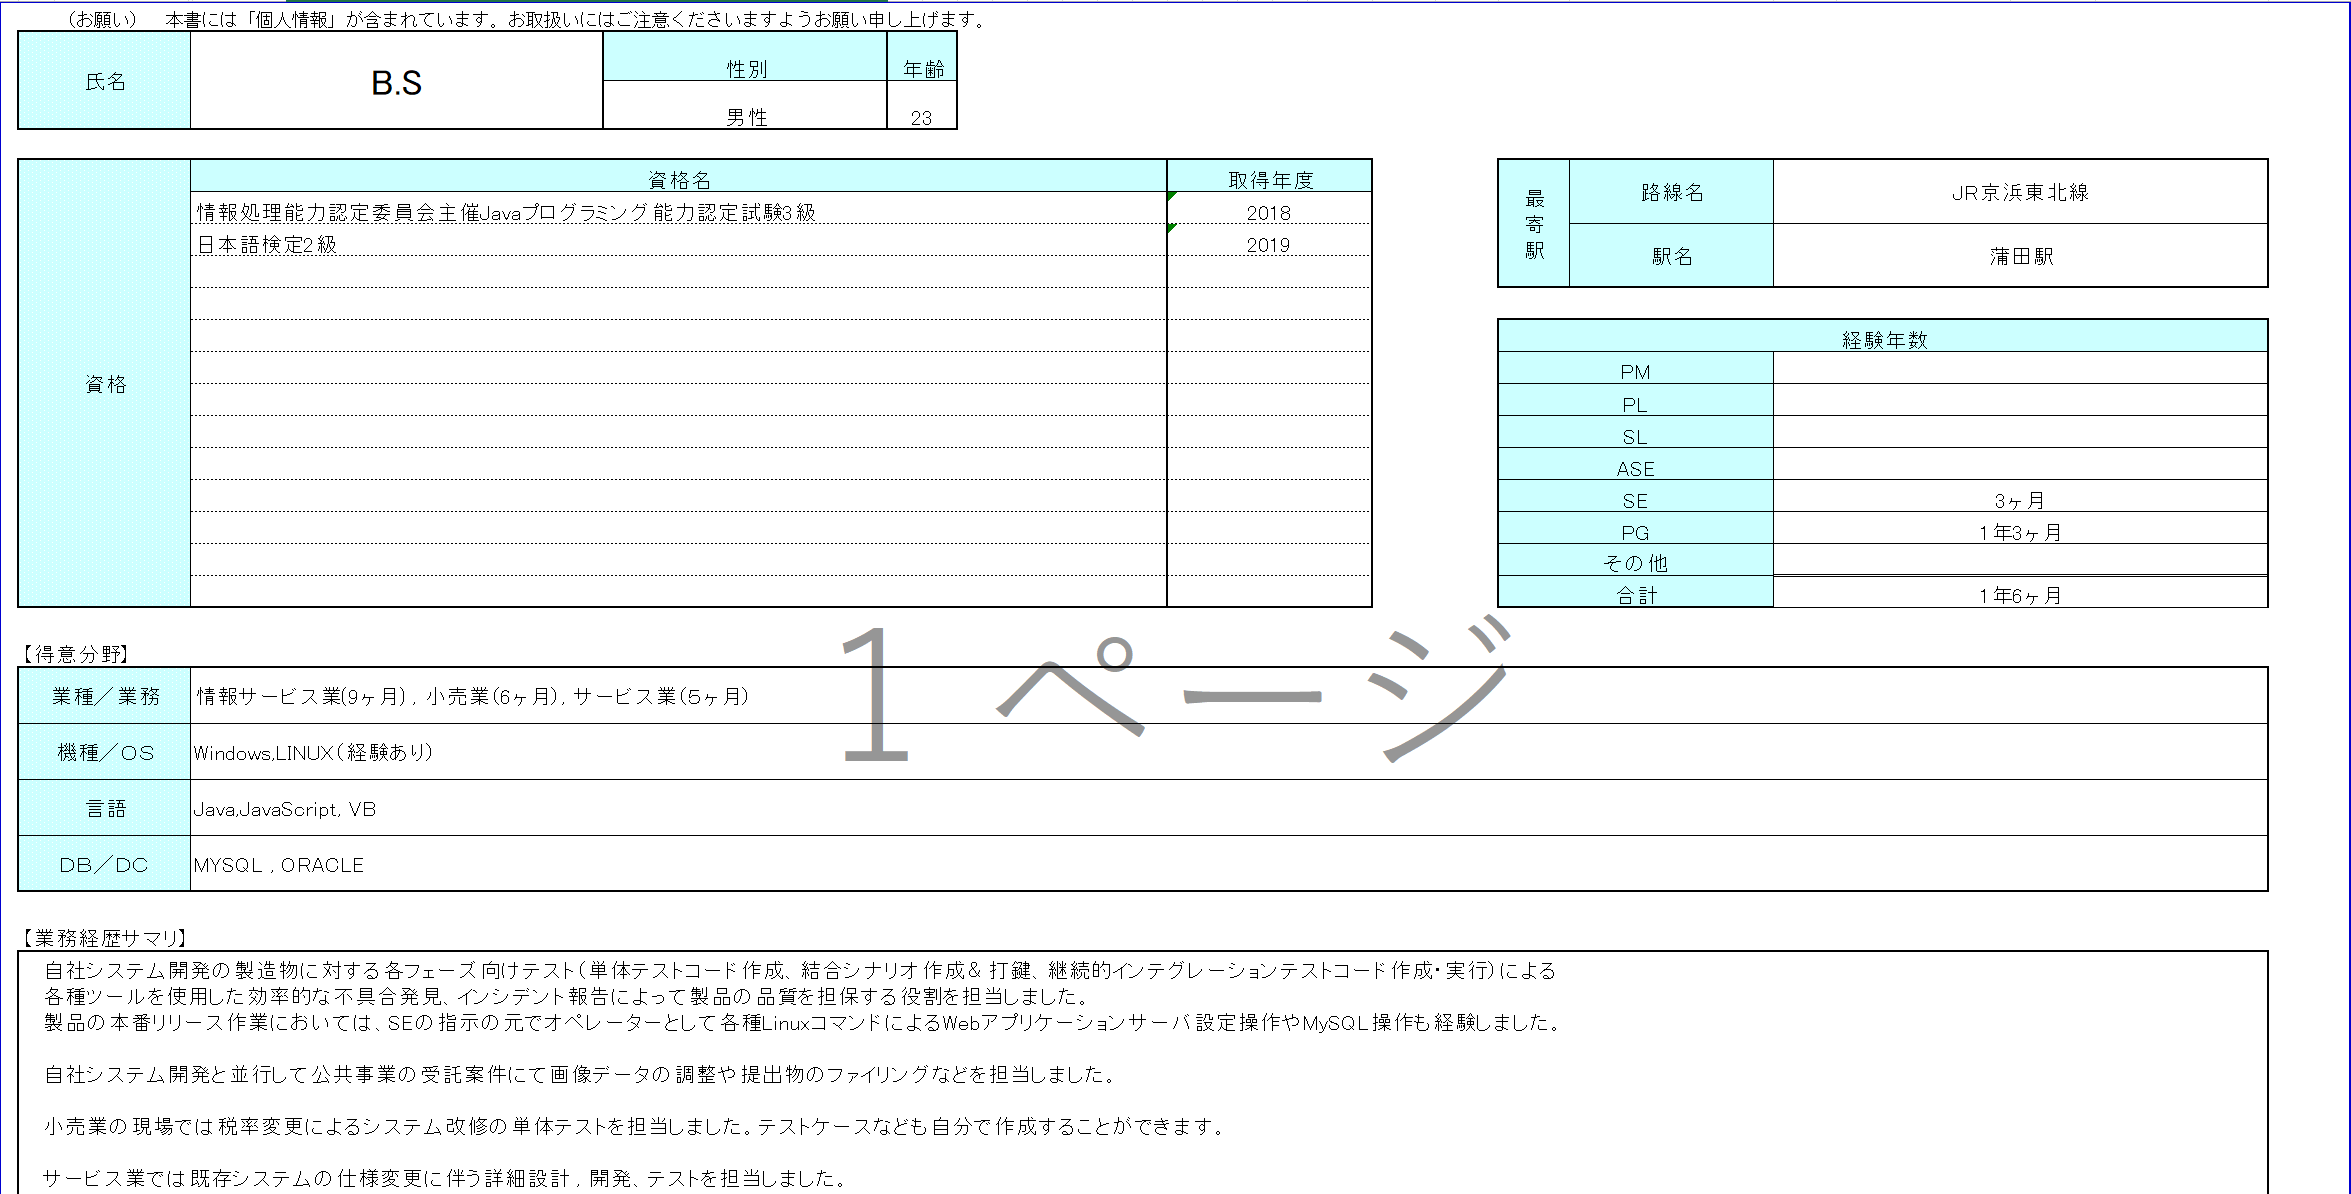 （お願い） 本書には「個人情報」が含まれています。お取扱いにはご注意くださいますようお願い申し上げます。
氏名 B.S 性別 年齢
男性 23
資格 資格名 取得年度
情報処理能力認定委員会主催Javaプログラミング能力認定試験3級 2018
日本語検定2級 2019
最寄駅 路線名 JR京浜東北線
駅名 蒲田駅
経験年数
PM
PL
SL
ASE
SE 3ヶ月
PG 1年3ヶ月
その他
合計 1年6ヶ月
1 ページ
【得意分野】
業種／業務 情報サービス業(9ヶ月) , 小売業(6ヶ月), サービス業(5ヶ月)
機種／OS Windows,LINUX（経験あり）
言語 Java,JavaScript, VB
DB／DC MYSQL , ORACLE
【業務経歴サマリ】
自社システム開発の製造物に対する各フェーズ向けテスト（単体テストコード作成、結合シナリオ作成& 打鍵、継続的インテグレーションテストコード作成・実行）による
各種ツールを使用した効率的な不具合発見、インシデント報告によって製品の品質を担保する役割を担当しました。
製品の本番リリース作業においては、SEの指示の元でオペレーターとして各種LinuxコマンドによるWebアプリケーションサーバ設定操作やMySQL操作も経験しました。
自社システム開発と並行して公共事業の受託案件にて画像データの調整や提出物のファイリングなどを担当しました。
小売業の現場では税率変更によるシステム改修の単体テストを担当しました。テストケースなども自分で作成することができます。
サービス業では既存システムの仕様変更に伴う詳細設計 , 開発、テストを担当しました。